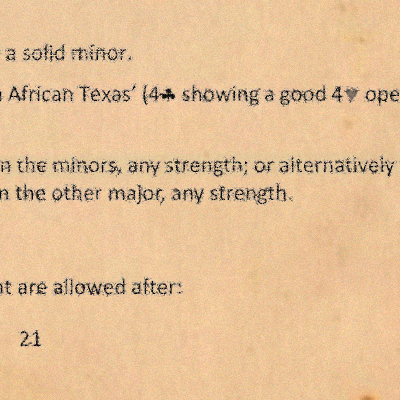 a solid minor.
African Texas’ (4♣ showing a good 4♥ ope
n the minors, any strength; or alternatively
n the other major, any strength.
nt are allowed after:
21